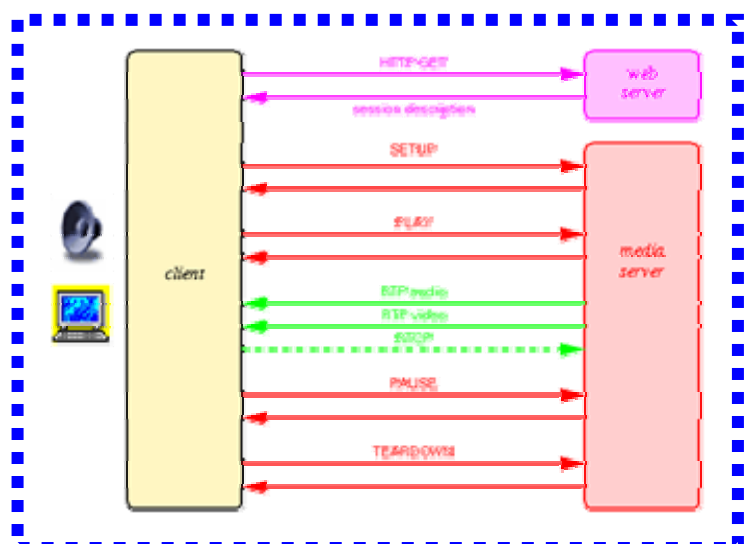 HTTP GET
web
server
session description
SETUP
PLAY
media
server
client
RTP audio
RTP video
RTCP
PAUSE
TEARDOWN